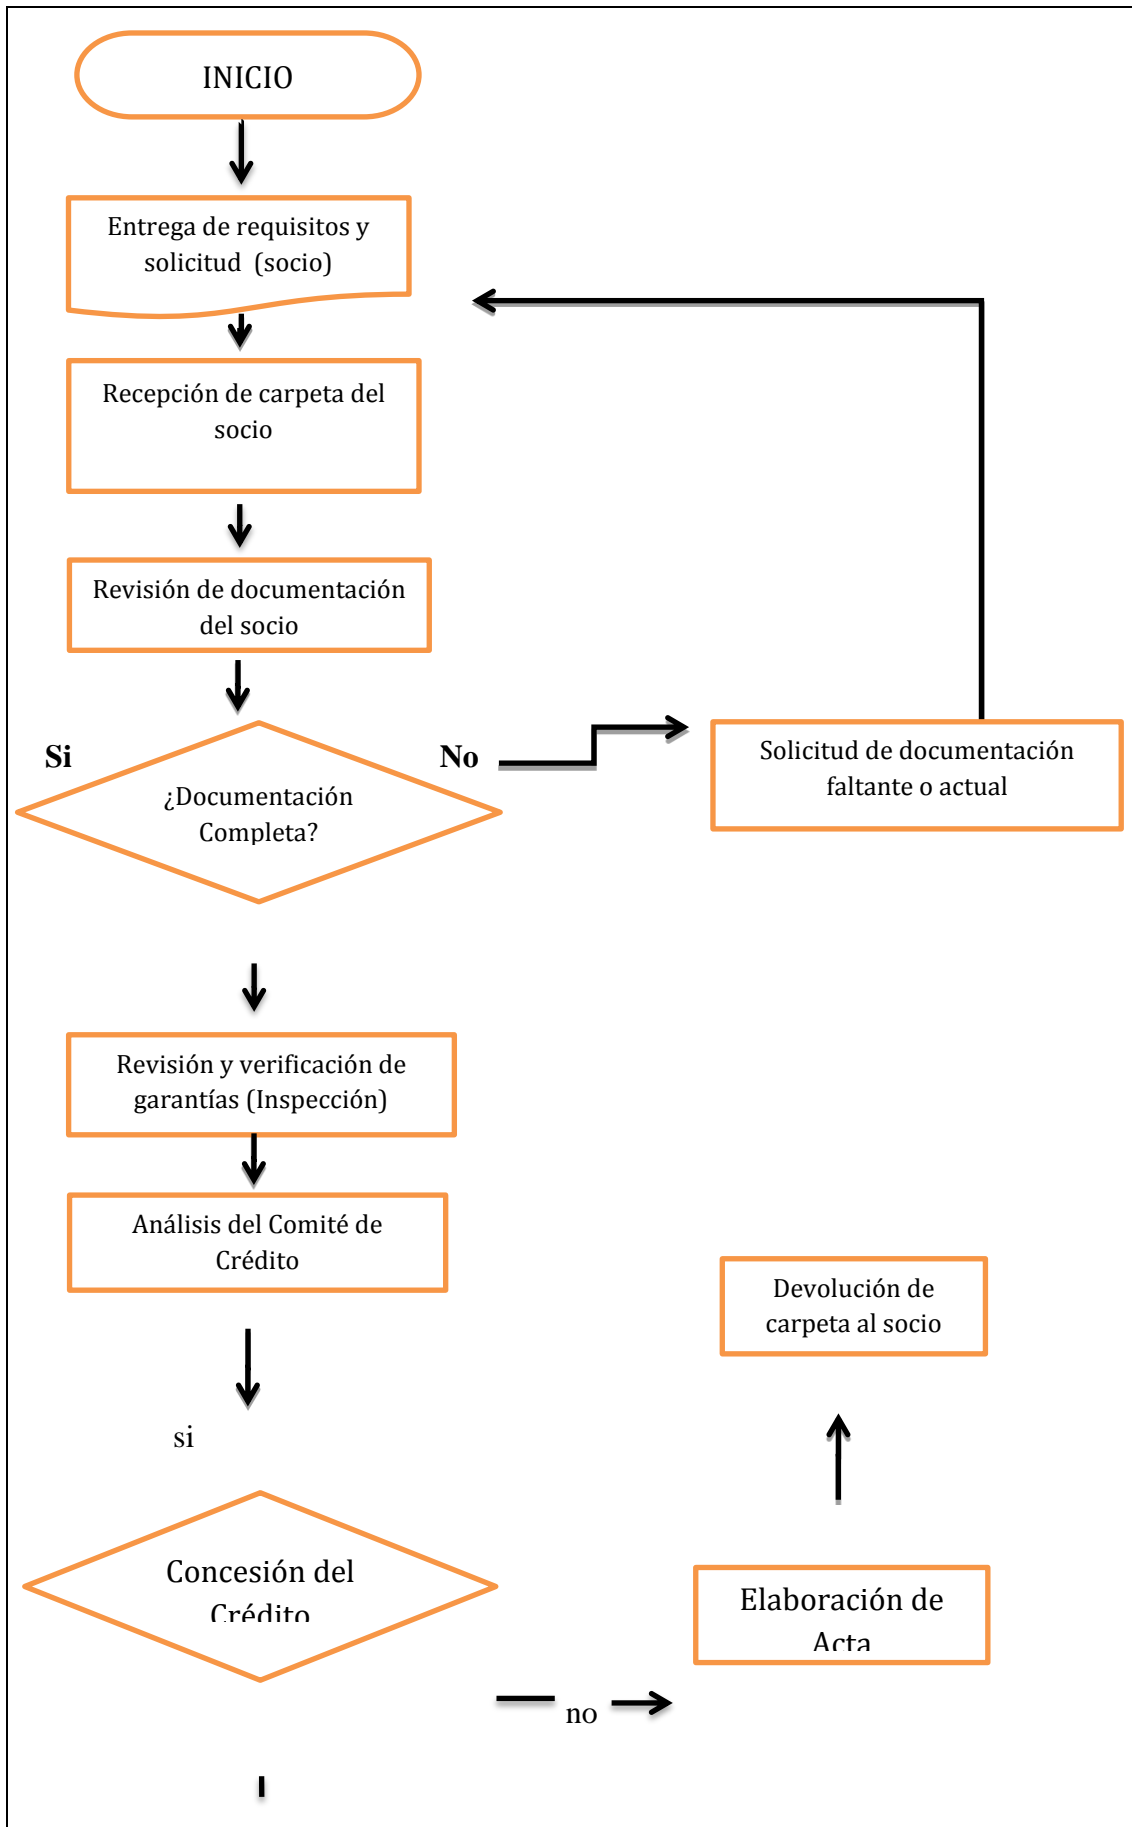 INICIO
Entrega de requisitos y
solicitud (socio)
Recepción de carpeta del
socio
Revisión de documentación
del socio
Si
No
¿Documentación
Completa?
Solicitud de documentación
faltante o actual
Revisión y verificación de
garantías (Inspección)
Análisis del Comité de
Crédito
Devolución de
carpeta al socio
si
Concesión del
Crédito
Elaboración de
Acta
no